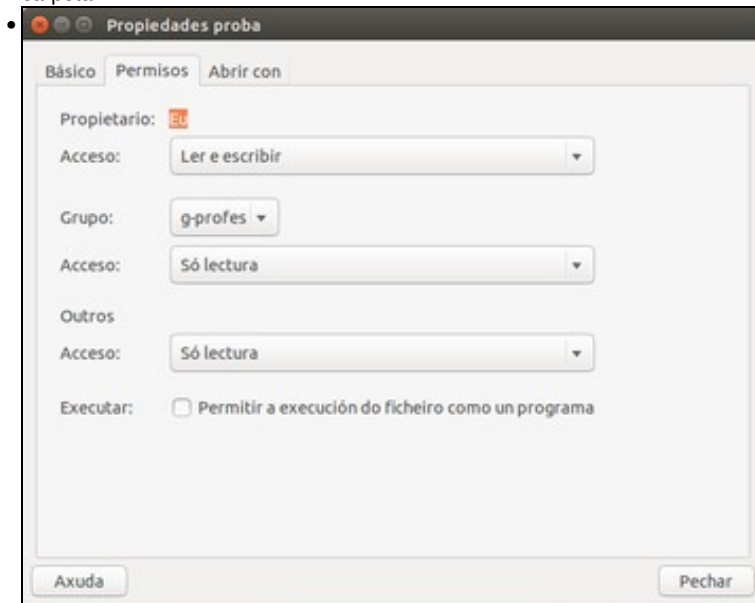 Propiedades proba
Básico Permisos Abrir con
Propietario: Eu
Acceso: Ler e escribir
Grupo: g-profes
Acceso: Só lectura
Outros
Acceso: Só lectura
Executar: Permitir a execución do ficheiro como un programa
Axuda Pechar